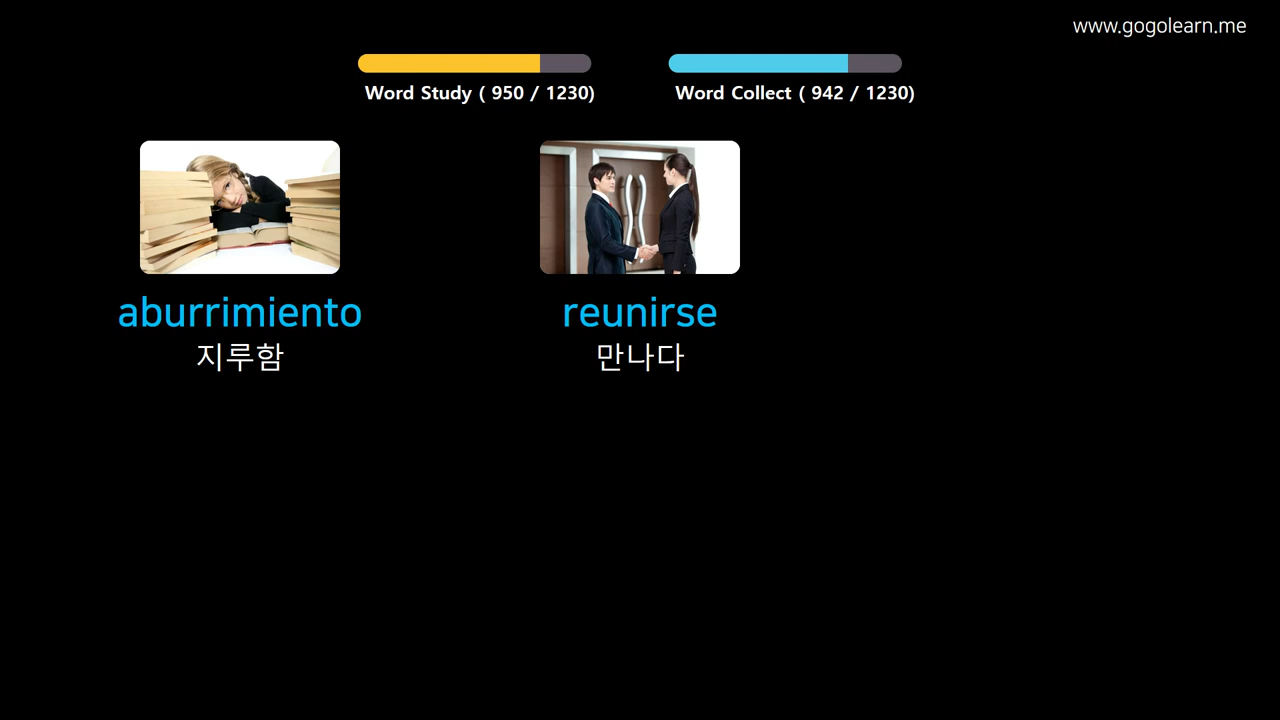 www.gogolearn.me
Word Study ( 950 / 1230)
Word Collect ( 942 / 1230)
aburrimiento
지루함
reunirse
만나다